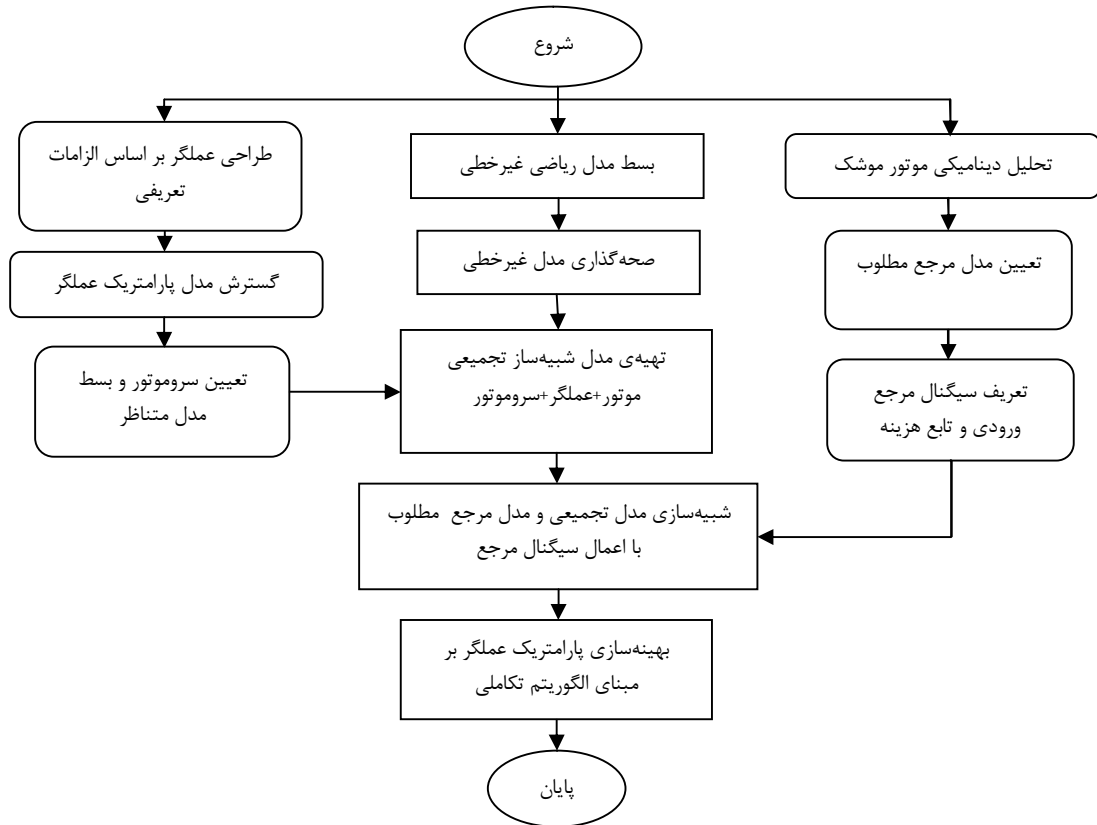 شروع
تحلیل دینامیکی موتور موشک
تعیین مدل مرجع مطلوب
تعریف سیگنال مرجع
ورودی و تابع هزینه
بسط مدل ریاضی غیرخطی
صحه‌گذاری مدل غیرخطی
تهیه‌ی مدل شبیه‌ساز تجمیعی
موتور+عملگر+سروموتور
طراحی عملگر بر اساس الزامات
تعریفی
گسترش مدل پارامتریک عملگر
تعیین سروموتور و بسط
مدل متناظر
شبیه‌سازی مدل تجمیعی و مدل مرجع مطلوب
با اعمال سیگنال مرجع
بهینه‌سازی پارامتریک عملگر بر
مبنای الگوریتم تکاملی
پایان